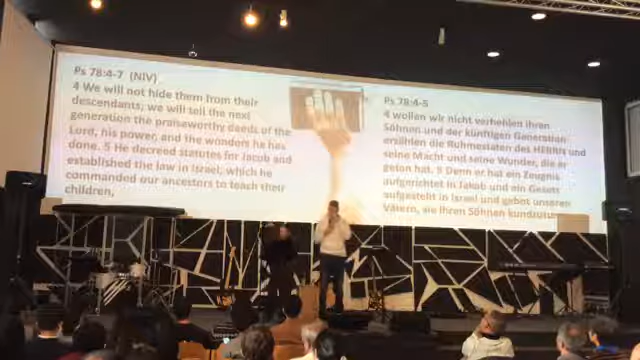 Ps 78:4-7 (NIV)
4 We will not hide them from their
descendants; we will tell the next
generation the praiseworthy deeds of the
Lord, his power, and the wonders he has
done. 5 He decreed statutes for Jacob and
established the law in Israel, which he
commanded our ancestors to teach their
children,
Ps 78:4-5
4 wollen wir nicht verhehlen ihren
Söhnen und der künftigen Generation
erzählen die Ruhmestaten des HERRN und
seine Macht und seine Wunder, die er
getan hat. 5 Denn er hat ein Zeugnis
aufgerichtet in Jakob und ein Gesetz
aufgestellt in Israel und gebot unseren
Vätern, sie ihren Söhnen kundzutun